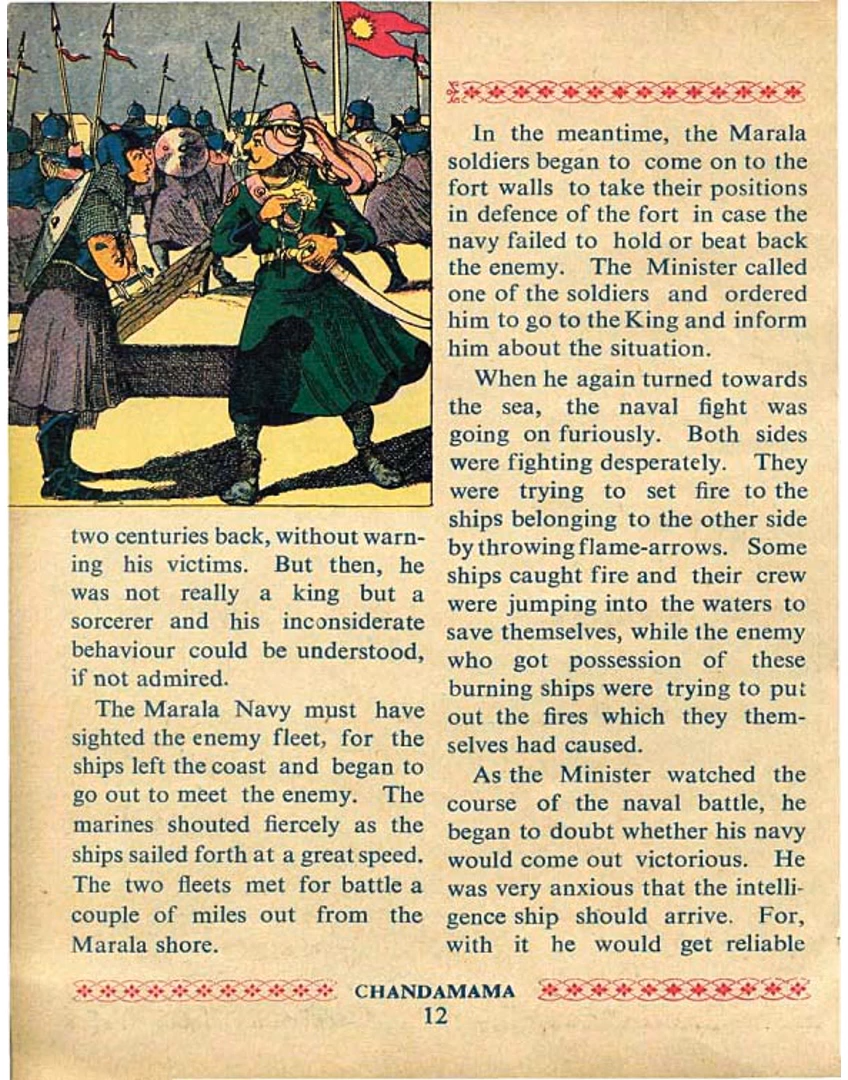 two centuries back, without warn-
ing his victims. But then, he
was not really a king but a
sorcerer and his inconsiderate
behaviour could be understood,
if not admired.
The Marala Navy must have
sighted the enemy fleet, for the
ships left the coast and began to
go out to meet the enemy. The
marines shouted fiercely as the
ships sailed forth at a great speed.
The two fleets met for battle a
couple of miles out from the
Marala shore.
In the meantime, the Marala
soldiers began to come on to the
fort walls to take their positions
in defence of the fort in case the
navy failed to hold or beat back
the enemy. The Minister called
one of the soldiers and ordered
him to go to the King and inform
him about the situation.
When he again turned towards
the sea, the naval fight was
going on furiously. Both sides
were fighting desperately. They
were trying to set fire to the
ships belonging to the other side
by throwing flame-arrows. Some
ships caught fire and their crew
were jumping into the waters to
save themselves, while the enemy
who got possession of these
burning ships were trying to put
out the fires which they them-
selves had caused.
As the Minister watched the
course of the naval battle, he
began to doubt whether his navy
would come out victorious. He
was very anxious that the intelli-
gence ship should arrive. For,
with it he would get reliable
CHANDAMAMA
12